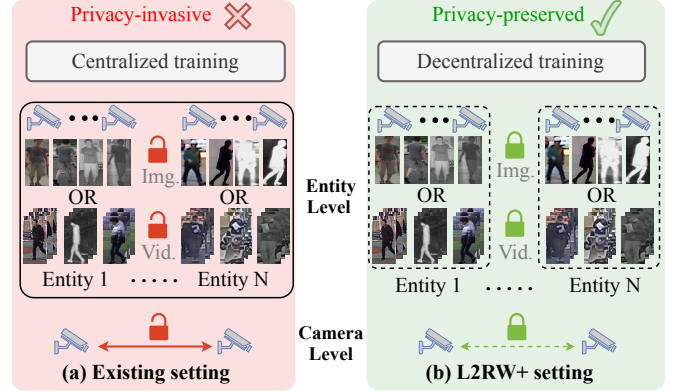 Privacy-invasive
Centralized training
Img.
OR
OR
Vid.
Entity 1
.....
Entity N
(a) Existing setting
Entity
Level
Camera
Level
Privacy-preserved
Decentralized training
Img.
OR
OR
Vid.
Entity 1
.....
Entity N
(b) L2RW+ setting